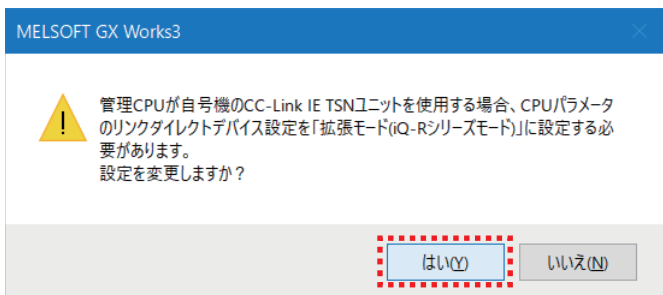 MELSOFT GX Works3
管理CPUが自号機のCC-Link IE TSNユニットを使用する場合、CPUパラメータ
のリンクダイレクトデバイス設定を「拡張モード(iQ-Rシリーズモード)」に設定する必
要があります。
設定を変更しますか？
はい(Y) いいえ(N)